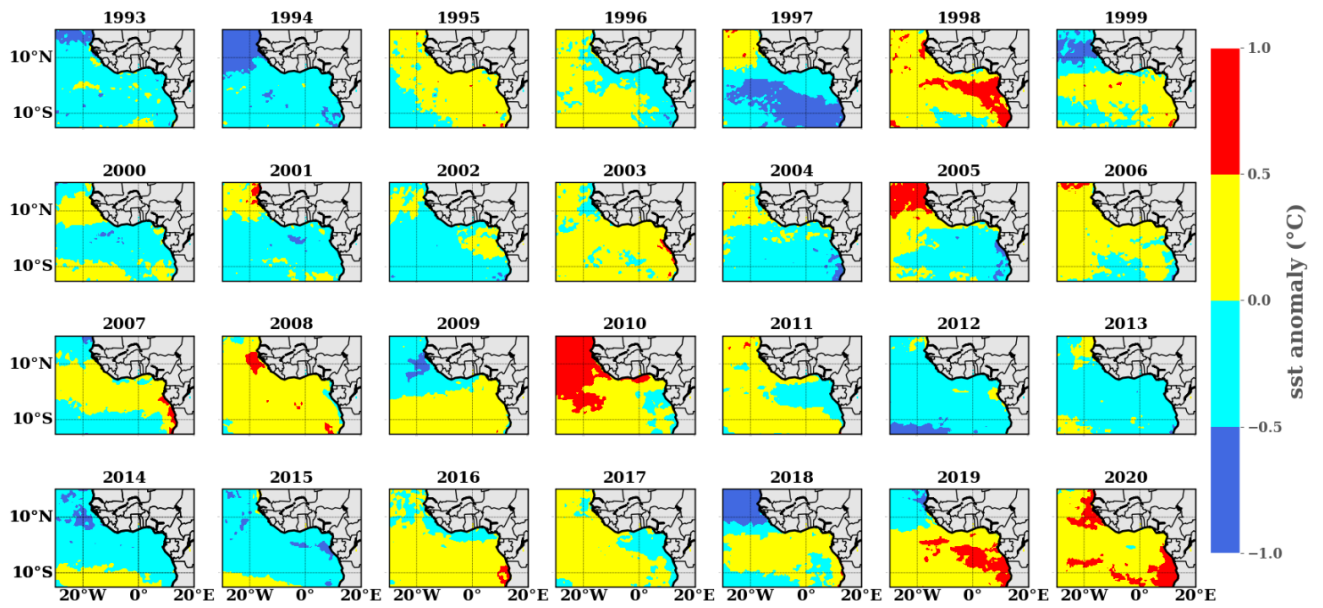 1993 1994 1995 1996 1997 1998 1999
10°N
10°S
2000 2001 2002 2003 2004 2005 2006
10°N
10°S
2007 2008 2009 2010 2011 2012 2013
10°N
10°S
2014 2015 2016 2017 2018 2019 2020
10°N
10°S
20°W 0° 20°E 20°W 0° 20°E 20°W 0° 20°E 20°W 0° 20°E 20°W 0° 20°E 20°W 0° 20°E 20°W 0° 20°E
1.0
0.5
0.0
−0.5
−1.0
sst anomaly (°C)